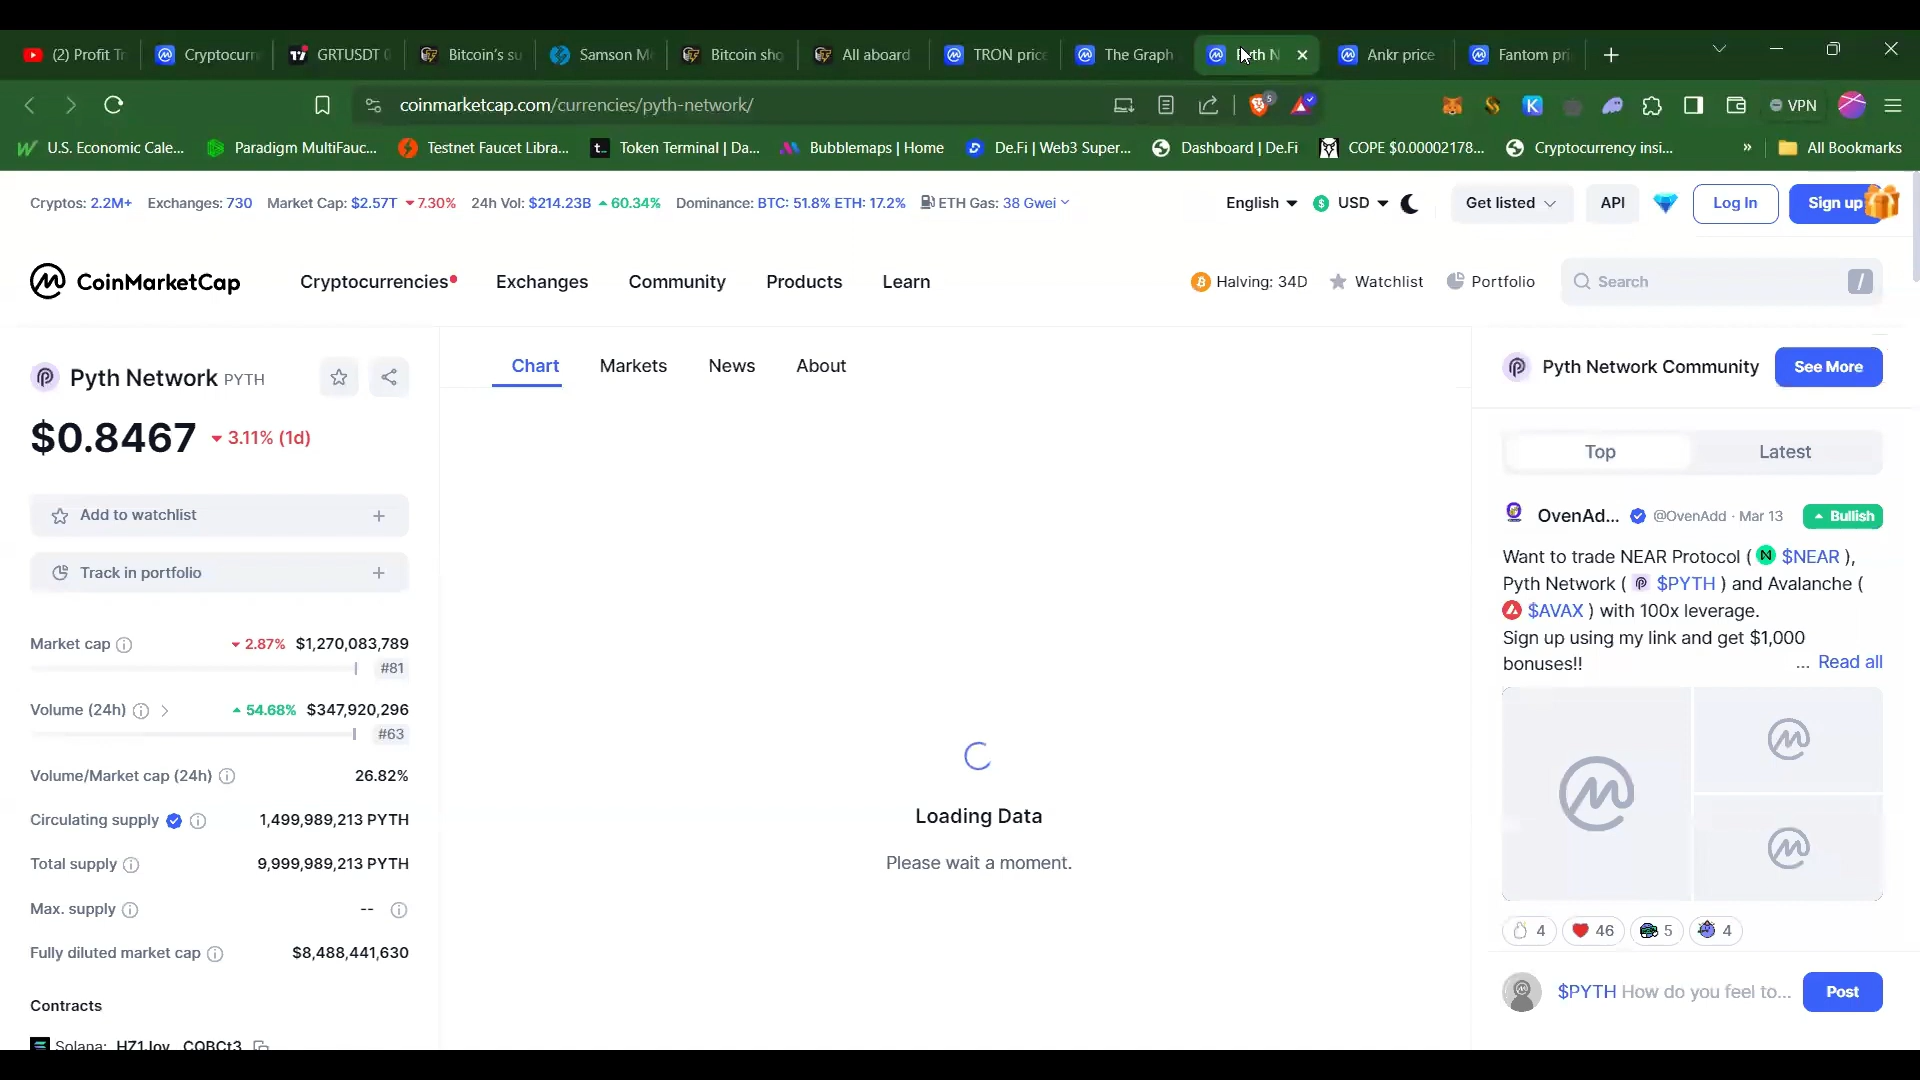 (2) Profit Tr
Cryptocurr
GRTUSDT
Bitcoin's su
Samson M
Bitcoin sho
All aboard
TRON price
The Graph
Pyth N
Ankr price
Fantom pri
coinmarketcap.com/currencies/pyth-network/
5
VPN
U.S. Economic Cale...
Paradigm MultiFauc...
Testnet Faucet Libra...
Token Terminal | Da...
Bubblemaps | Home
De.Fi | Web3 Super...
Dashboard | De.Fi
COPE $0.00002178...
Cryptocurrency insi...
»
All Bookmarks
Cryptos: 2.2M+ Exchanges: 730 Market Cap: $2.57T 7.30% 24h Vol: $214.23B 60.34% Dominance: BTC: 51.8% ETH: 17.2% ETH Gas: 38 Gwei
English
USD
Get listed
API
Log In
Sign up
CoinMarketCap
Cryptocurrencies
Exchanges
Community
Products
Learn
Halving: 34D
Watchlist
Portfolio
Search
/
Pyth Network PYTH
$0.8467 3.11% (1d)
Add to watchlist +
Track in portfolio +
Market cap 2.87% $1,270,083,789
#81
Volume (24h) 54.68% $347,920,296
#63
Volume/Market cap (24h) 26.82%
Circulating supply 1,499,989,213 PYTH
Total supply 9,999,989,213 PYTH
Max. supply --
Fully diluted market cap $8,488,441,630
Contracts
Solana: HZ1Jov...CQBCt3
Chart
Markets
News
About
Loading Data
Please wait a moment.
Pyth Network Community
See More
Top
Latest
OvenAd... @OvenAdd · Mar 13 Bullish
Want to trade NEAR Protocol ( $NEAR ),
Pyth Network ( $PYTH ) and Avalanche (
$AVAX ) with 100x leverage.
Sign up using my link and get $1,000
bonuses!! ... Read all
4
46
5
4
$PYTH How do you feel to...
Post